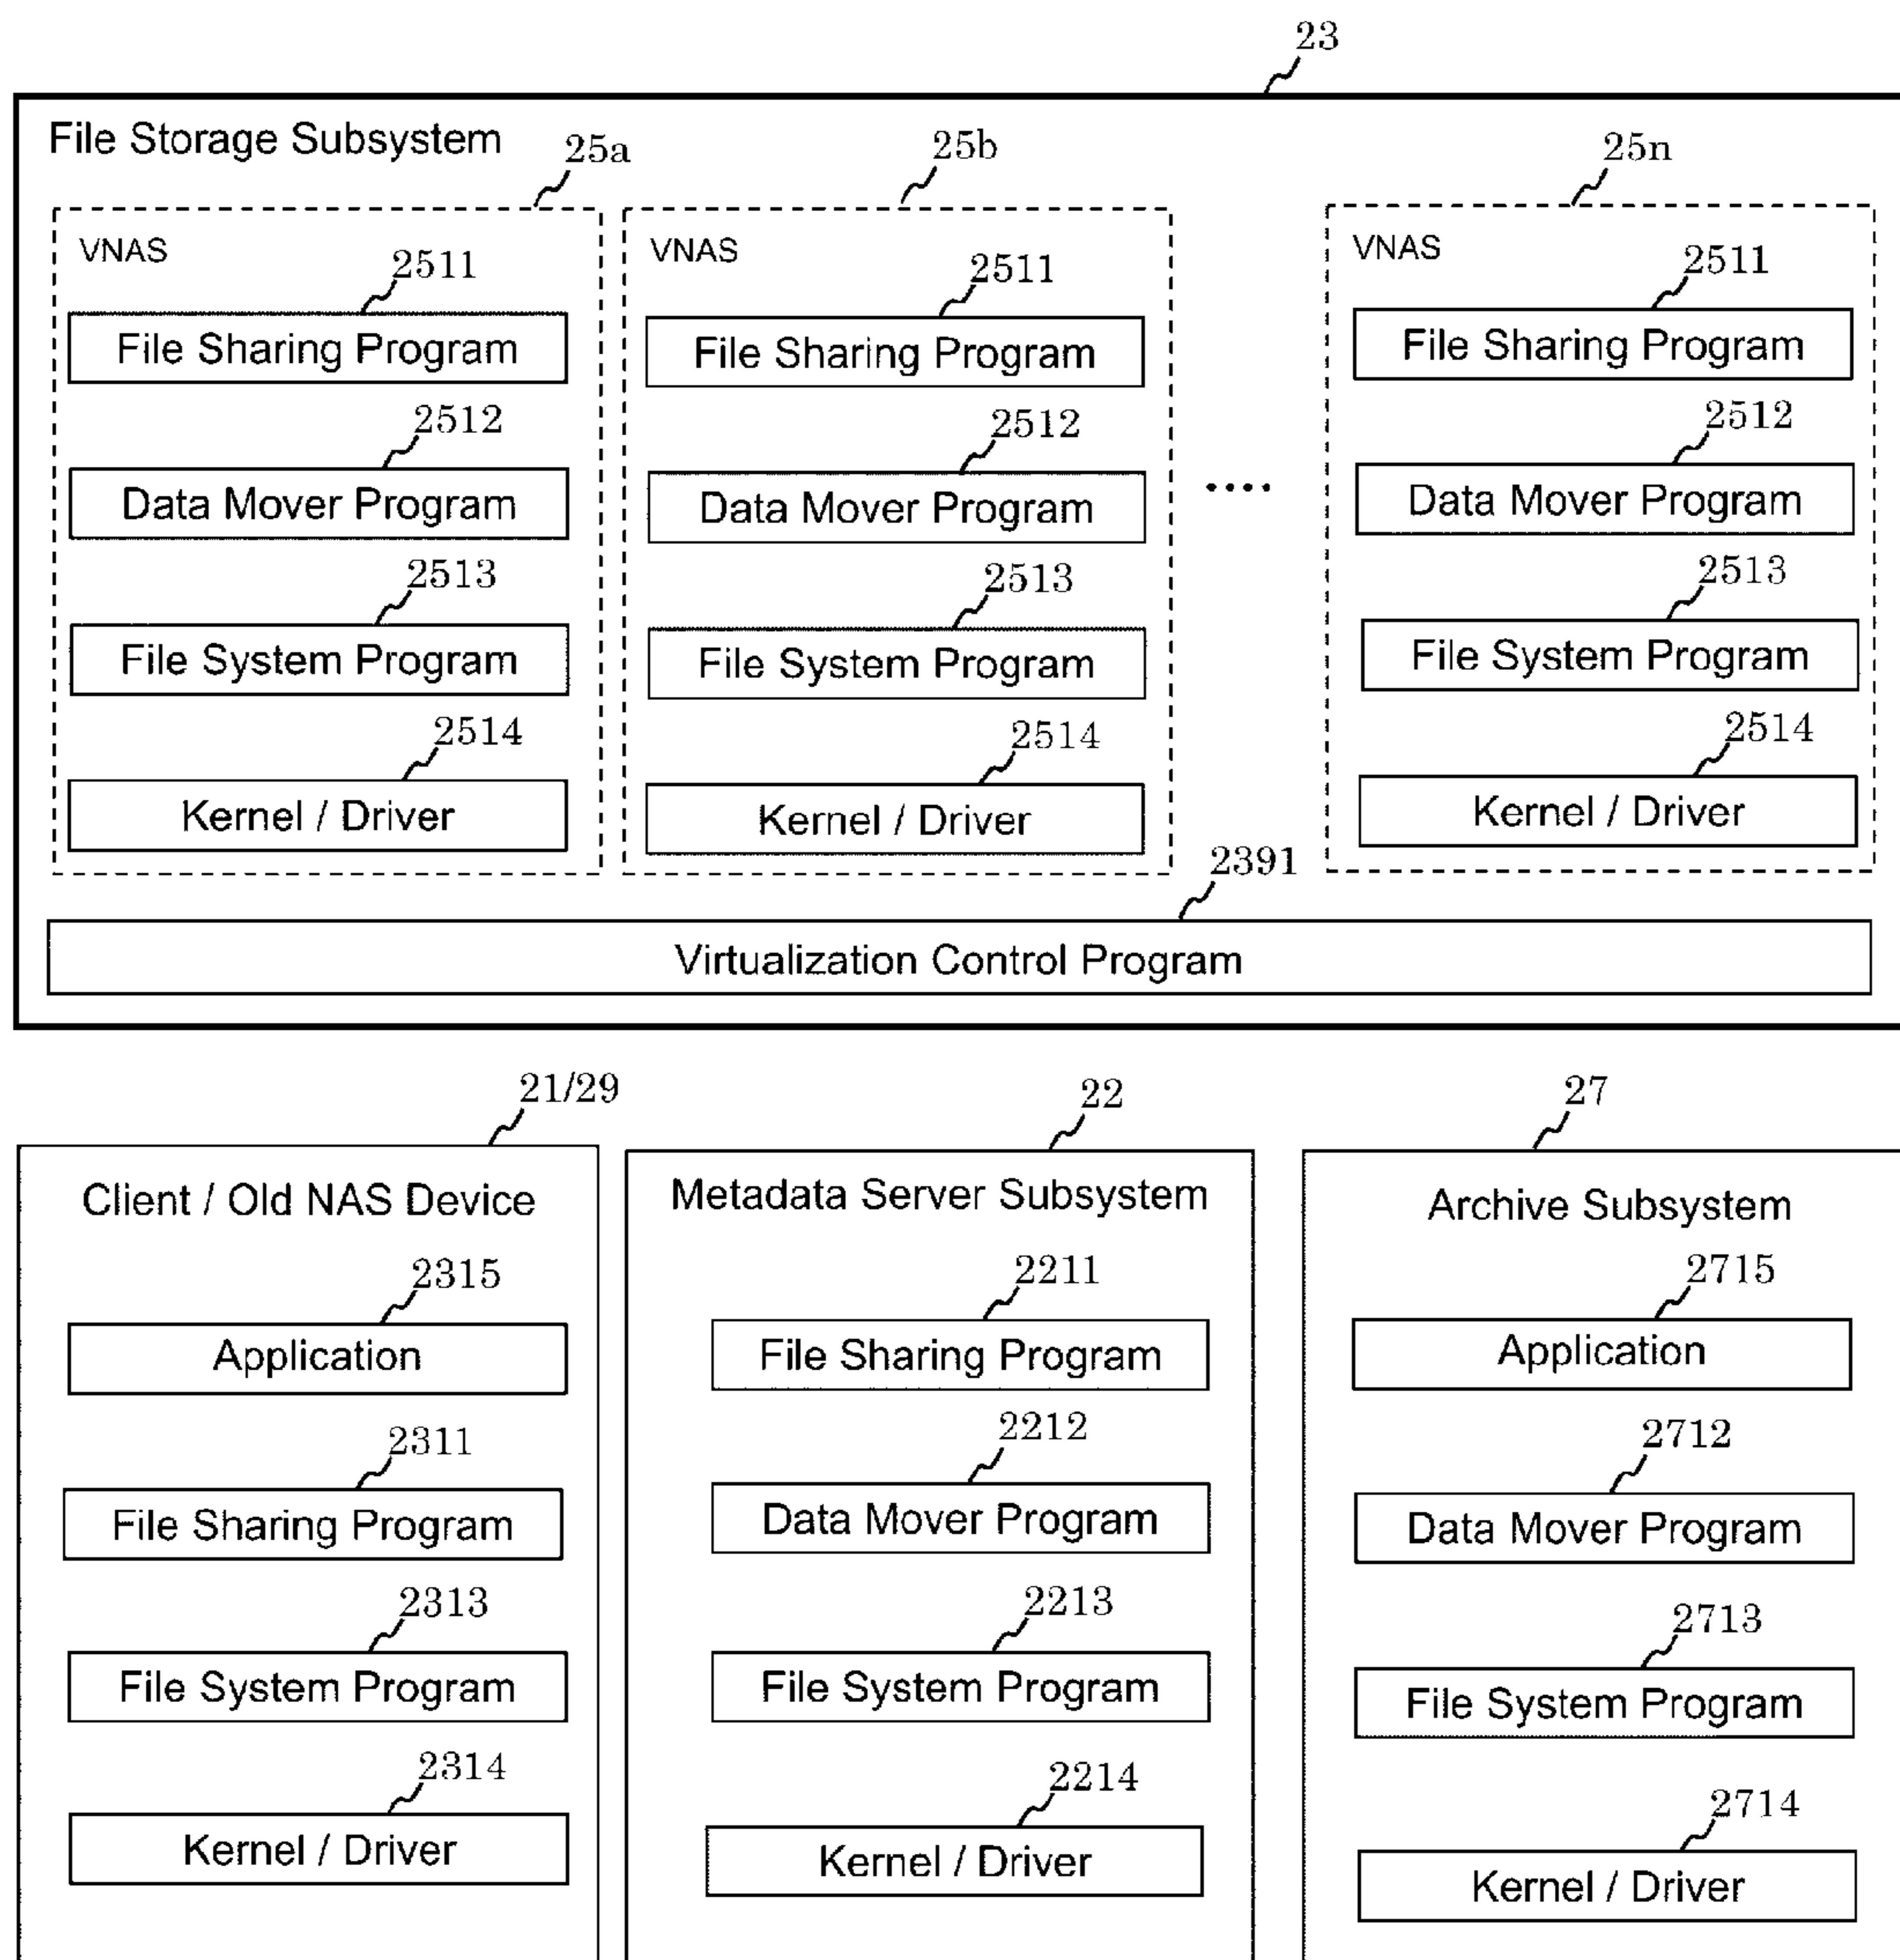 23
File Storage Subsystem
25a
25b
25n
VNAS
VNAS
VNAS
2511
2511
2511
File Sharing Program
File Sharing Program
File Sharing Program
2512
2512
2512
Data Mover Program
Data Mover Program
....
Data Mover Program
2513
2513
2513
File System Program
File System Program
File System Program
2514
2514
2514
Kernel / Driver
Kernel / Driver
Kernel / Driver
2391
Virtualization Control Program
21/29
22
27
Client / Old NAS Device
Metadata Server Subsystem
Archive Subsystem
2315
2211
2715
Application
File Sharing Program
Application
2311
2212
2712
File Sharing Program
Data Mover Program
Data Mover Program
2313
2213
2713
File System Program
File System Program
File System Program
2314
2214
2714
Kernel / Driver
Kernel / Driver
Kernel / Driver